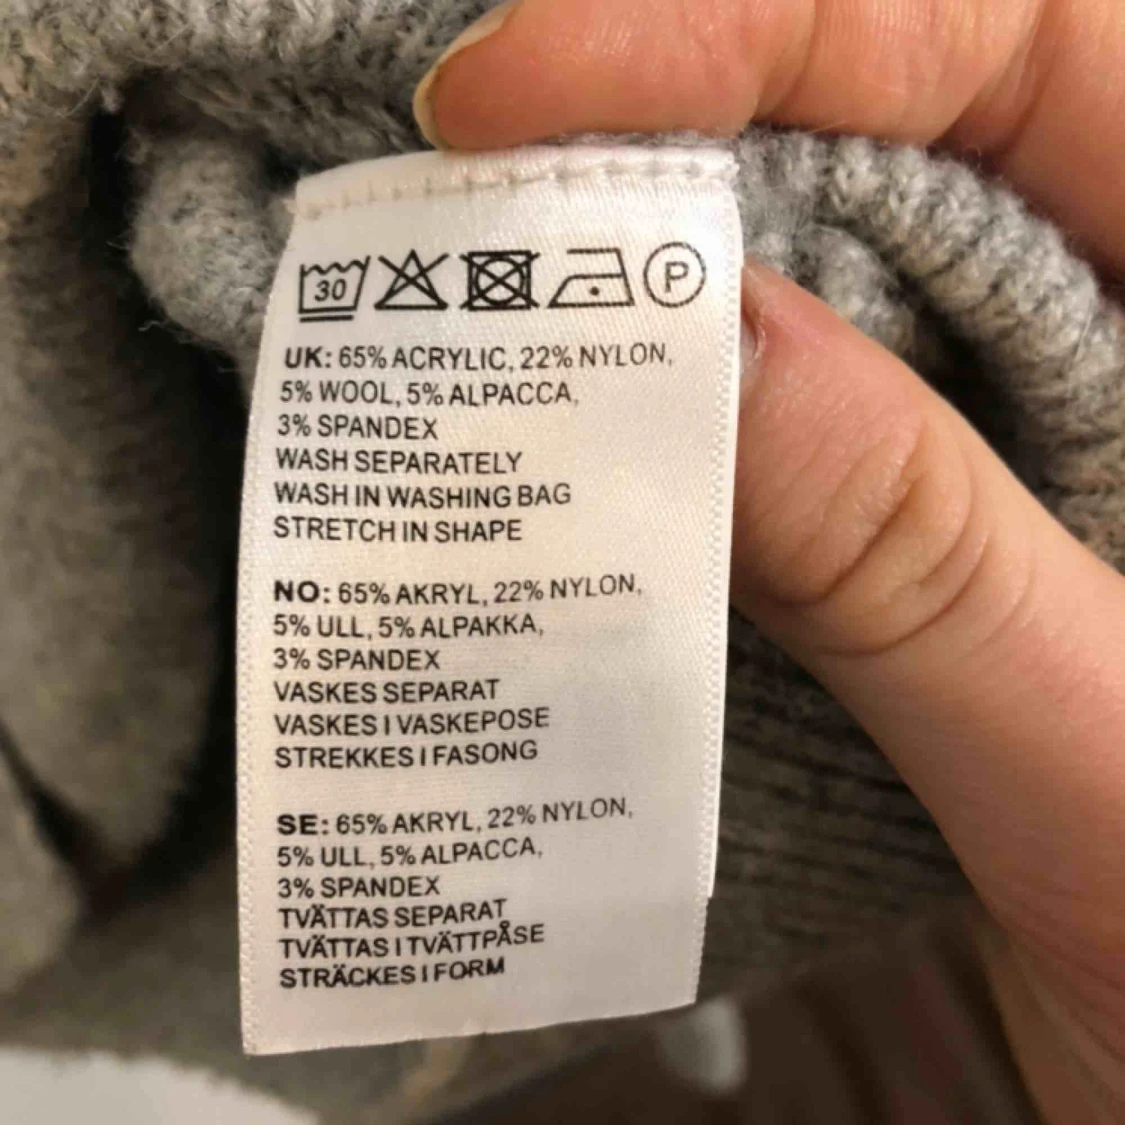 30 P
UK: 65% ACRYLIC, 22% NYLON,
5% WOOL, 5% ALPACCA,
3% SPANDEX
WASH SEPARATELY
WASH IN WASHING BAG
STRETCH IN SHAPE
NO: 65% AKRYL, 22% NYLON,
5% ULL, 5% ALPAKKA,
3% SPANDEX
VASKES SEPARAT
VASKES I VASKEPOSE
STREKKES I FASONG
SE: 65% AKRYL, 22% NYLON,
5% ULL, 5% ALPACCA,
3% SPANDEX
TVÄTTAS SEPARAT
TVÄTTAS I TVÄTTPÅSE
STRÄCKES I FORM